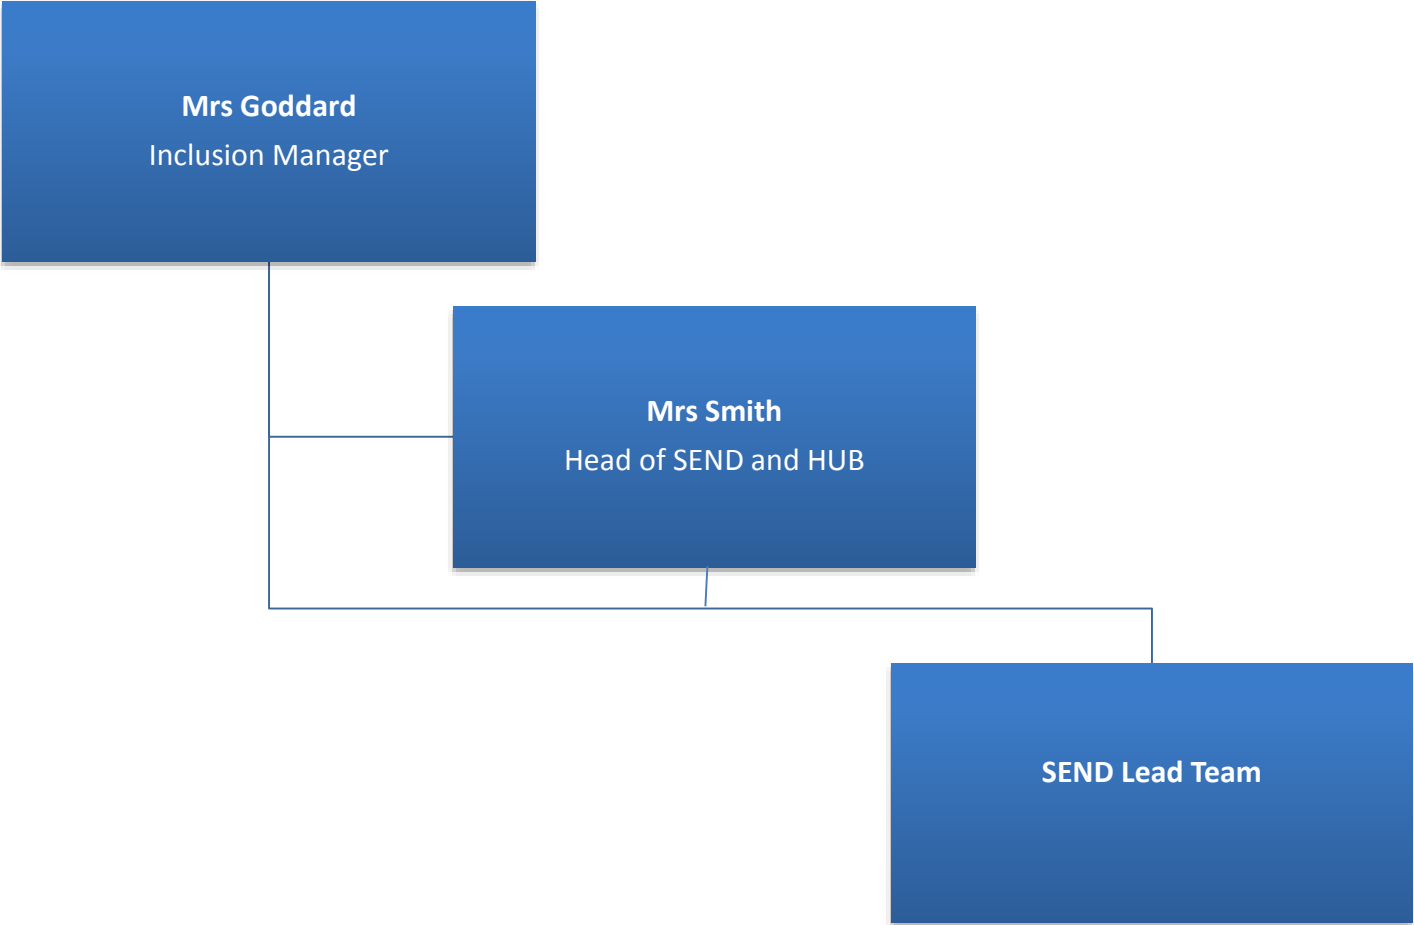 Mrs Goddard
Inclusion Manager
Mrs Smith
Head of SEND and HUB
SEND Lead Team